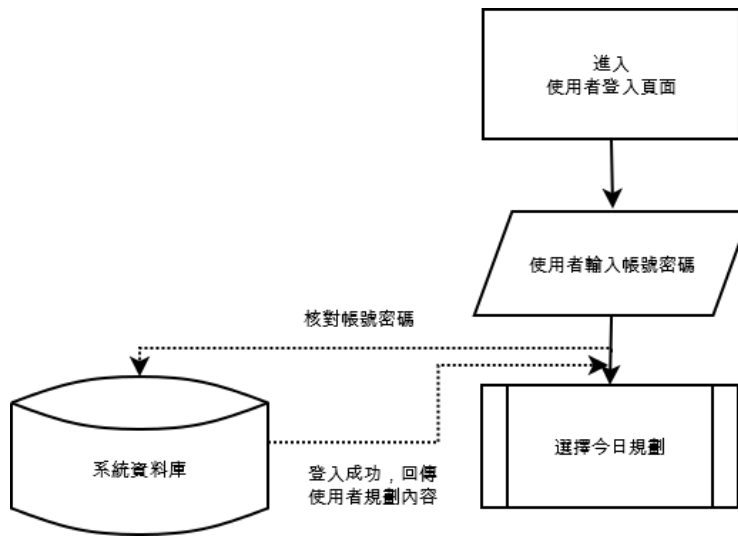 進入
使用者登入頁面
使用者輸入帳號密碼
核對帳號密碼
系統資料庫
登入成功，回傳
使用者規劃內容
選擇今日規劃